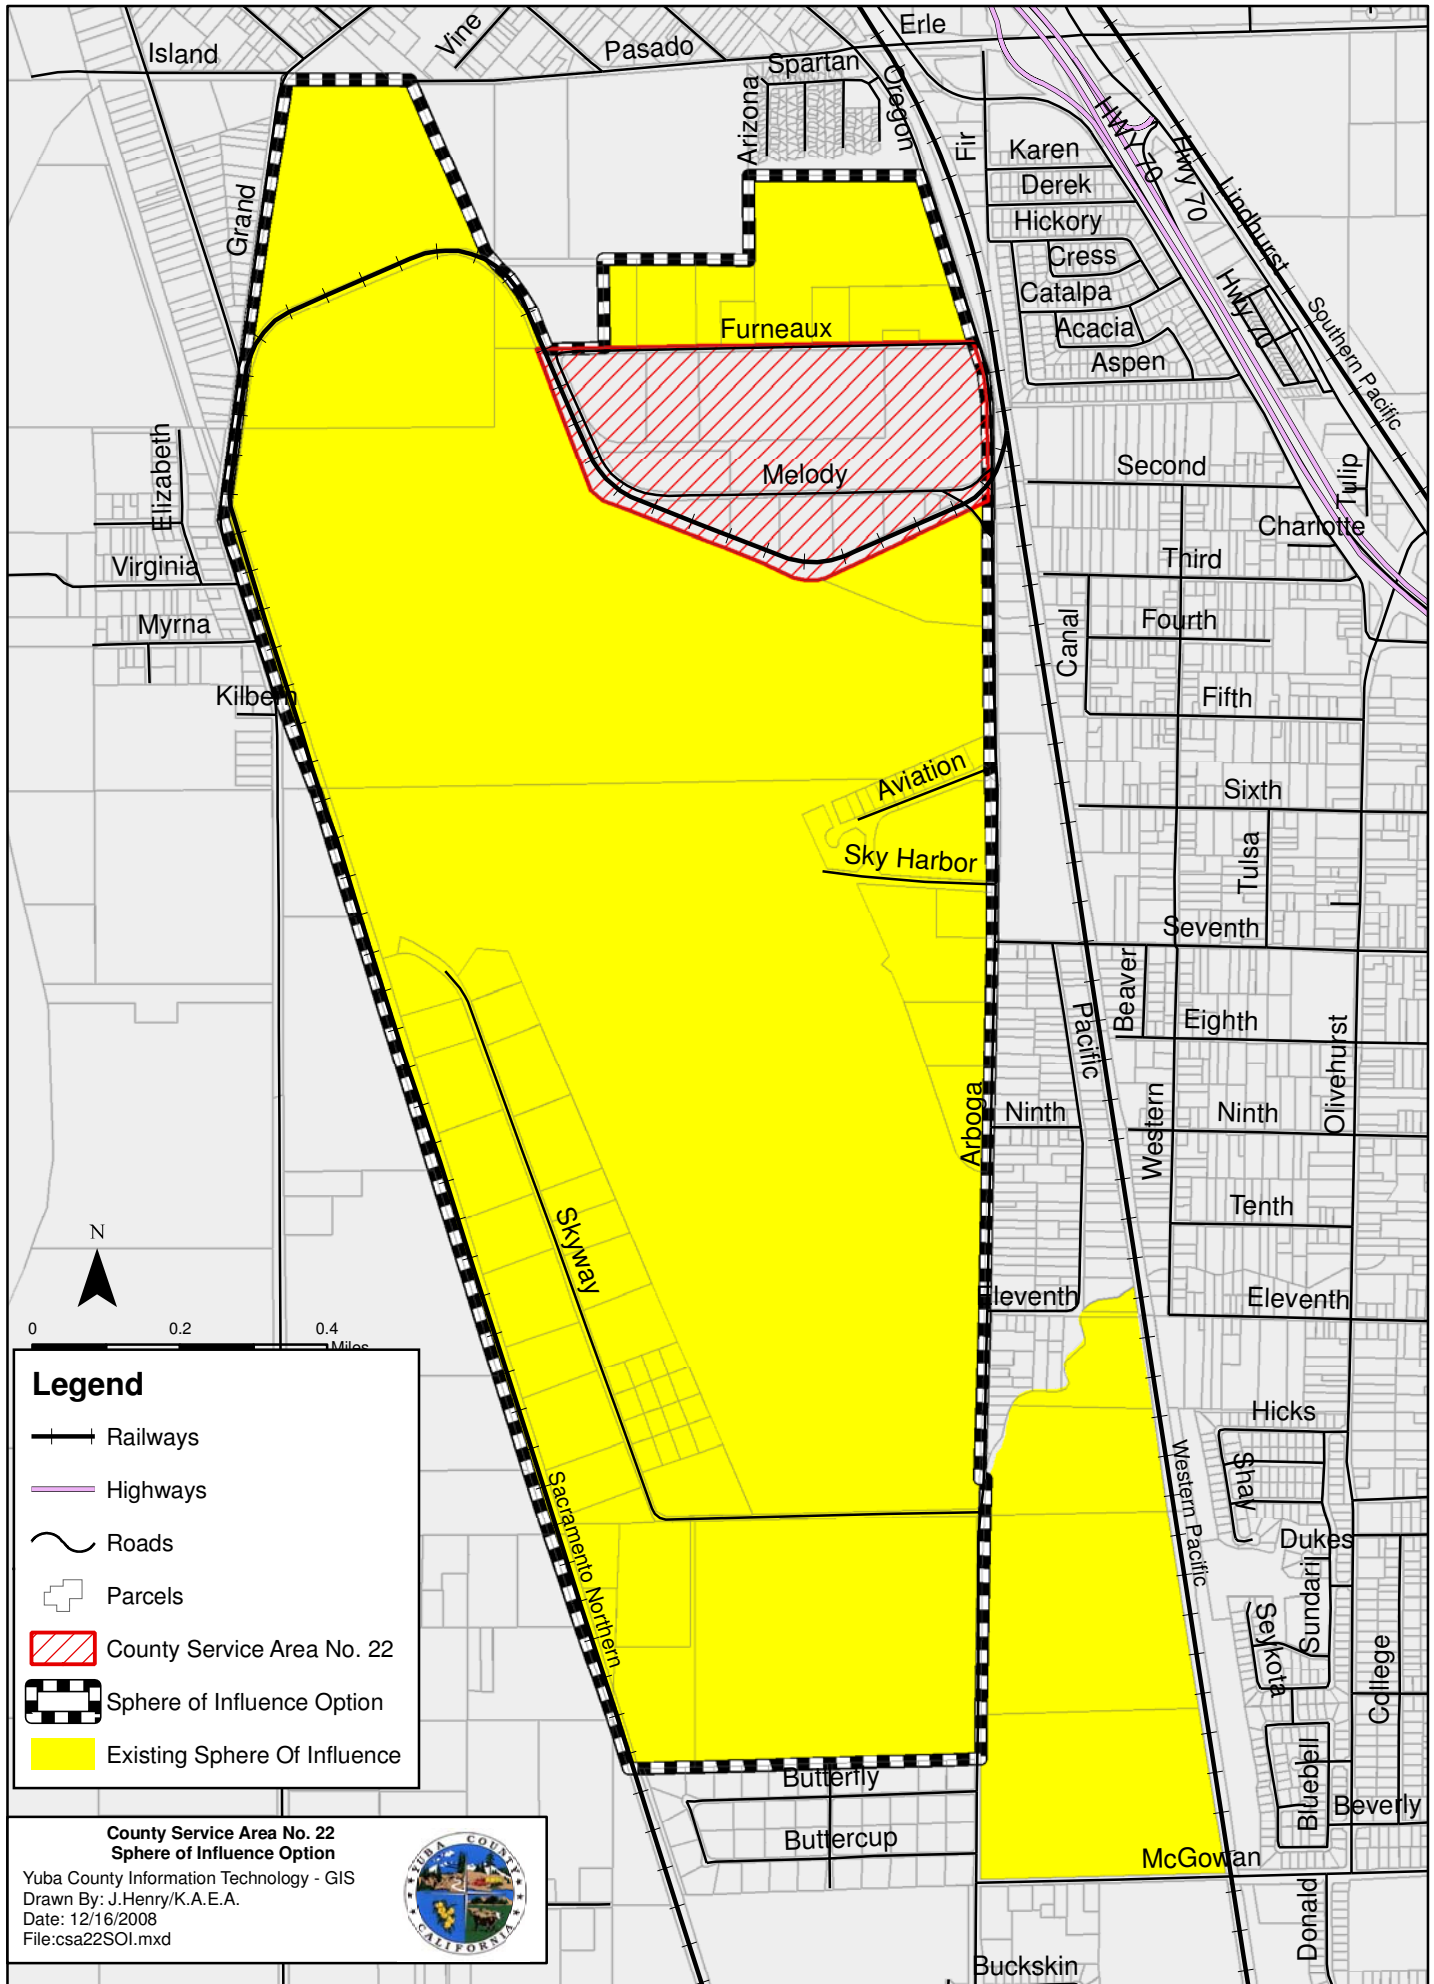 Erle
Island
Vine
Pasado
Spartan
Oregon
Arizona
Fir
HWY 70
Hwy 70
Lindhurst
Karen
Derek
Hickory
Cress
Catalpa
Acacia
Aspen
Hwy 70
Southern Pacific
Grand
Furneaux
Elizabeth
Melody
Second
Tulip
Charlotte
Virginia
Third
Myrna
Canal
Fourth
Kilbern
Fifth
Aviation
Sixth
Sky Harbor
Tulsa
Seventh
Beaver
Pacific
Eighth
Olivehurst
Arboga
Ninth
Western
Ninth
Tenth
Skyway
Eleventh
leventh
N
0 0.2 0.4
Miles
Hicks
Shay
Western Pacific
Sacramento Northern
Dukes
Sundari
Seykota
College
Bluebell
Beverly
Butterfly
Buttercup
McGowan
Donald
Buckskin
Legend
Railways
Highways
Roads
Parcels
County Service Area No. 22
Sphere of Influence Option
Existing Sphere Of Influence
County Service Area No. 22
Sphere of Influence Option
Yuba County Information Technology - GIS
Drawn By: J.Henry/K.A.E.A.
Date: 12/16/2008
File:csa22SOI.mxd
YUBA COUNTY
CALIFORNIA